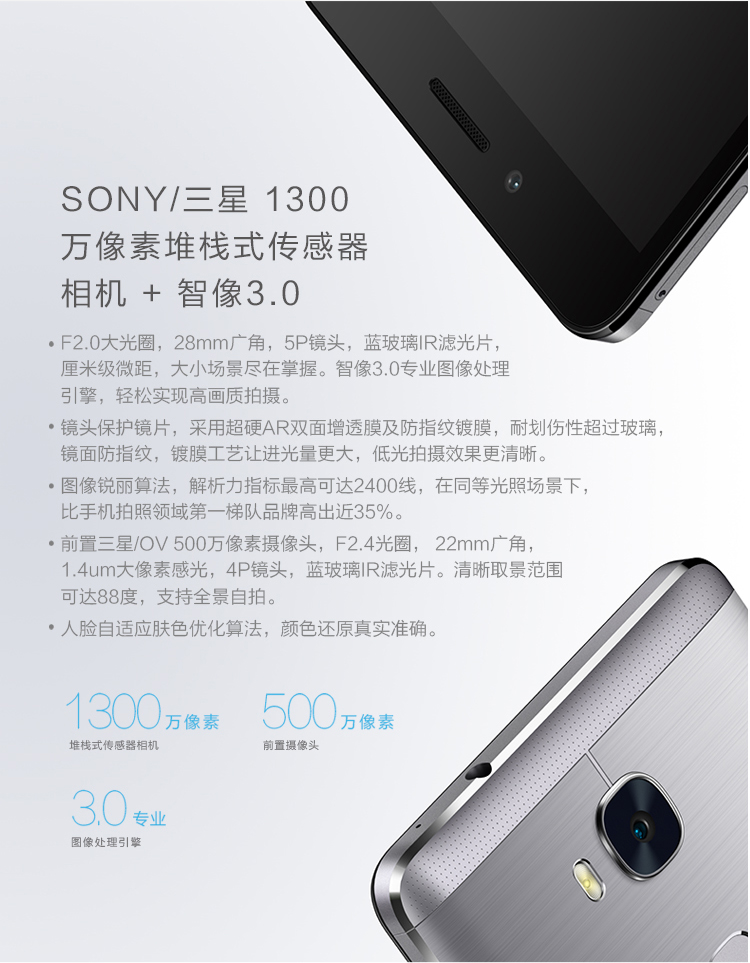 SONY/三星 1300
万像素堆栈式传感器
相机 + 智像3.0
• F2.0大光圈，28mm广角，5P镜头，蓝玻璃IR滤光片，
厘米级微距，大小场景尽在掌握。智像3.0专业图像处理
引擎，轻松实现高画质拍摄。
• 镜头保护镜片，采用超硬AR双面增透膜及防指纹镀膜，耐划伤性超过玻璃，
镜面防指纹，镀膜工艺让进光量更大，低光拍摄效果更清晰。
• 图像锐丽算法，解析力指标最高可达2400线，在同等光照场景下，
比手机拍照领域第一梯队品牌高出近35%。
• 前置三星/OV 500万像素摄像头，F2.4光圈， 22mm广角，
1.4um大像素感光，4P镜头，蓝玻璃IR滤光片。清晰取景范围
可达88度，支持全景自拍。
• 人脸自适应肤色优化算法，颜色还原真实准确。
1300万像素 500万像素
堆栈式传感器相机 前置摄像头
3.0专业
图像处理引擎